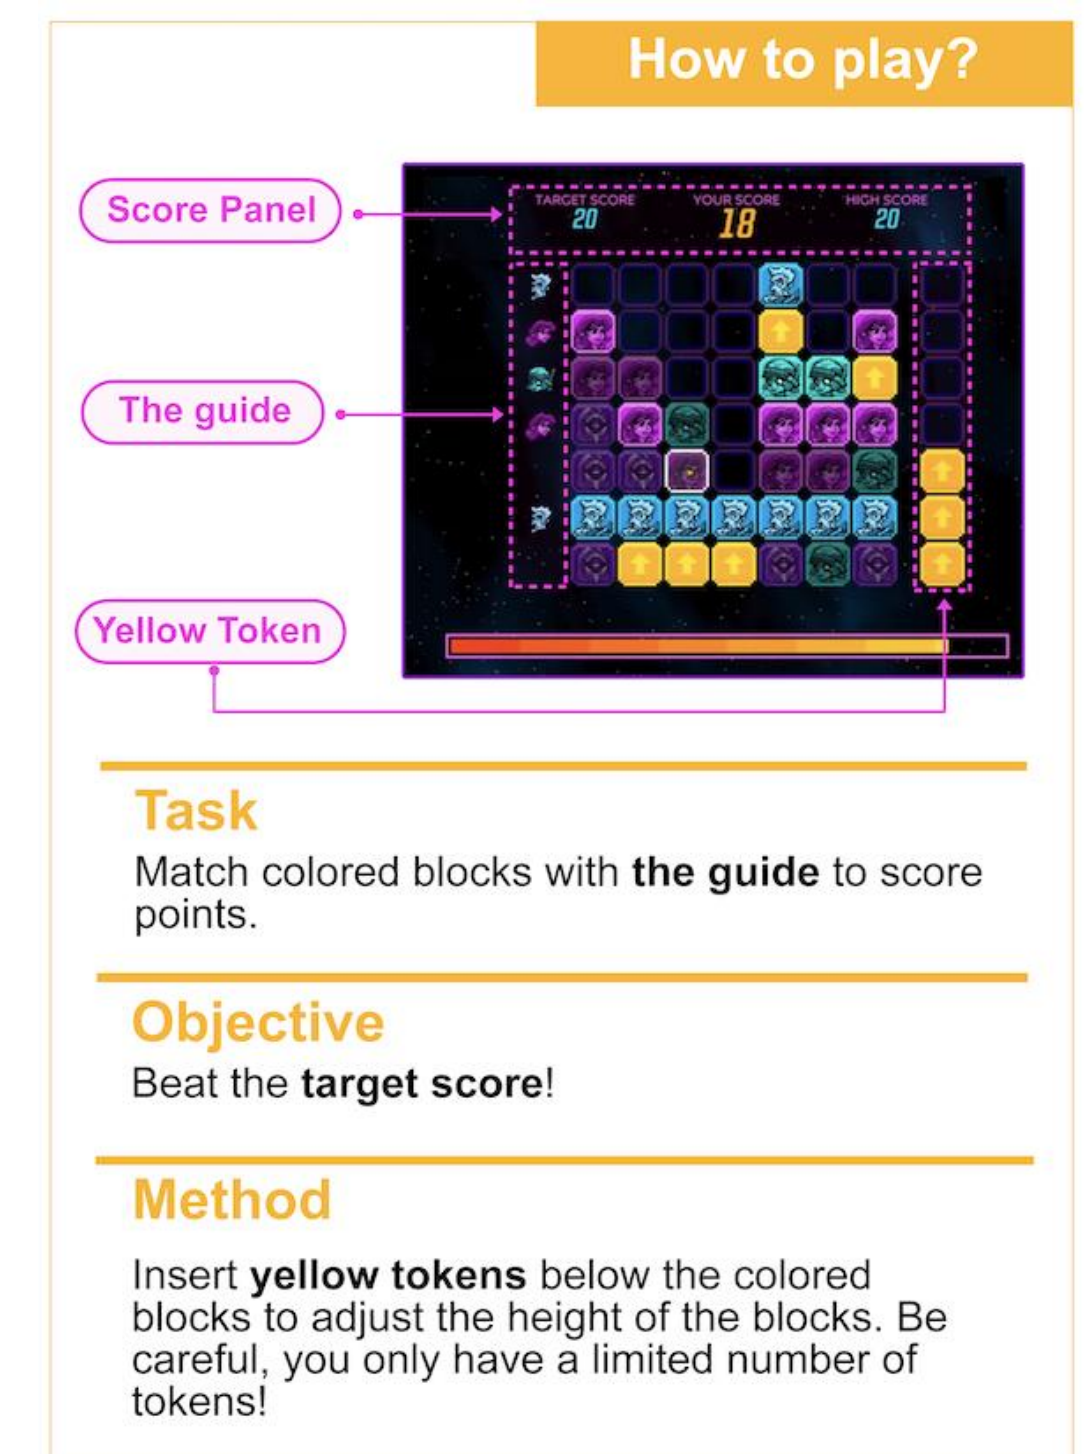 How to play?
Score Panel
TARGET SCORE
20
YOUR SCORE
18
HIGH SCORE
20
The guide
Yellow Token
Task
Match colored blocks with the guide to score
points.
Objective
Beat the target score!
Method
Insert yellow tokens below the colored
blocks to adjust the height of the blocks. Be
careful, you only have a limited number of
tokens!